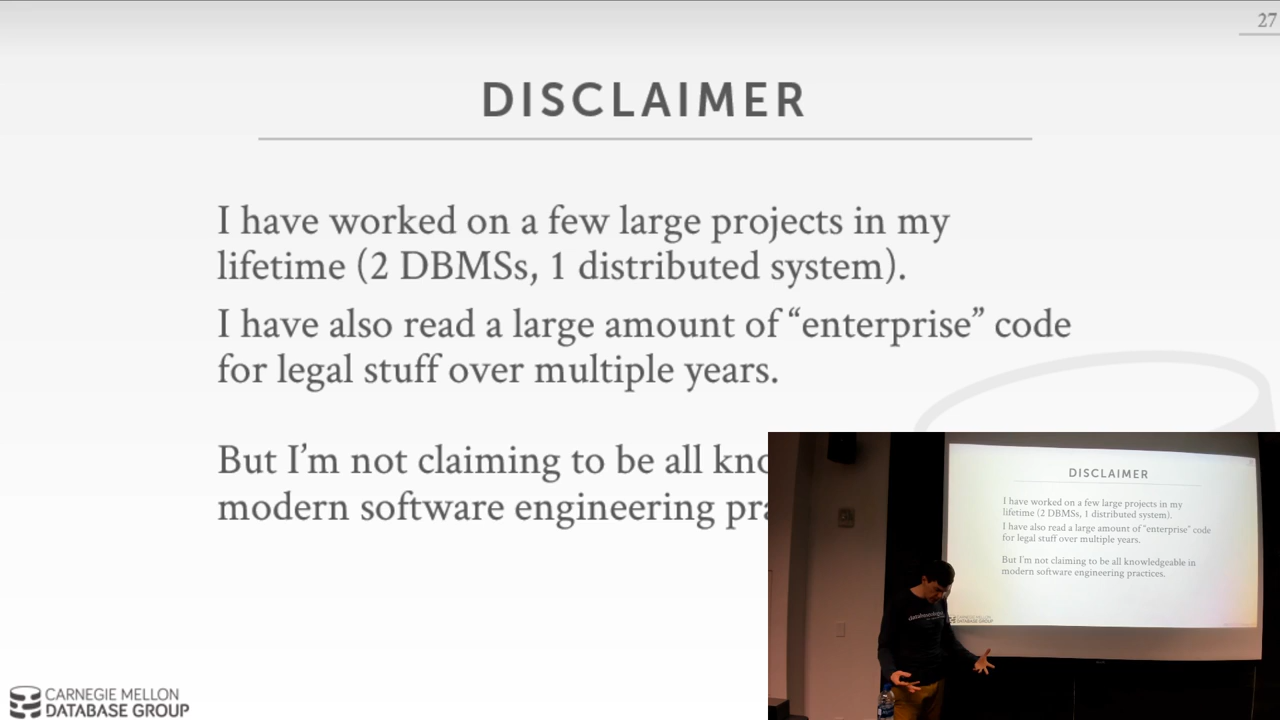 27
DISCLAIMER
I have worked on a few large projects in my
lifetime (2 DBMSs, 1 distributed system).
I have also read a large amount of “enterprise” code
for legal stuff over multiple years.
But I’m not claiming to be all kno
modern software engineering pra
CARNEGIE MELLON
DATABASE GROUP
DISCLAIMER
I have worked on a few large projects in my
lifetime (2 DBMSs, 1 distributed system).
I have also read a large amount of “enterprise” code
for legal stuff over multiple years.
But I’m not claiming to be all knowledgeable in
modern software engineering practices.
CARNEGIE MELLON
DATABASE GROUP